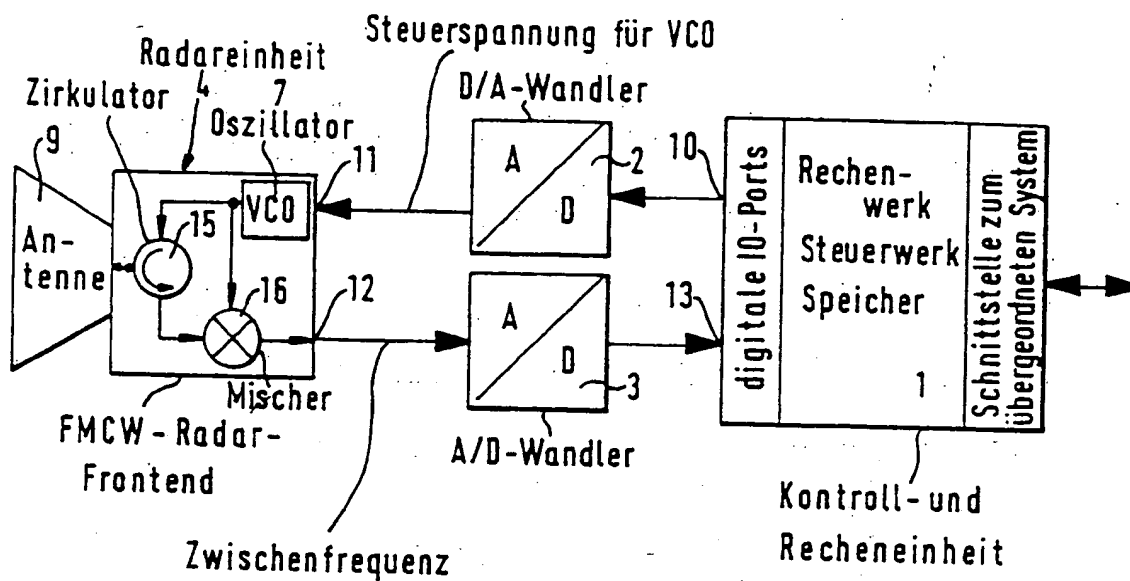 Steuerspannung für VCO
Radareinheit
4
7
D/A-Wandler
Zirkulator
Oszillator
9
11
A
D
2
10
digitale IO-Ports
Rechen-
werk
Steuerwerk
Speicher
1
Schnittstelle zum
übergeordneten System
VCO
An-
tenne
15
16
12
A
D
3
13
Mischer
FMCW-Radar-
Frontend
A/D-Wandler
Kontroll- und
Recheneinheit
Zwischenfrequenz